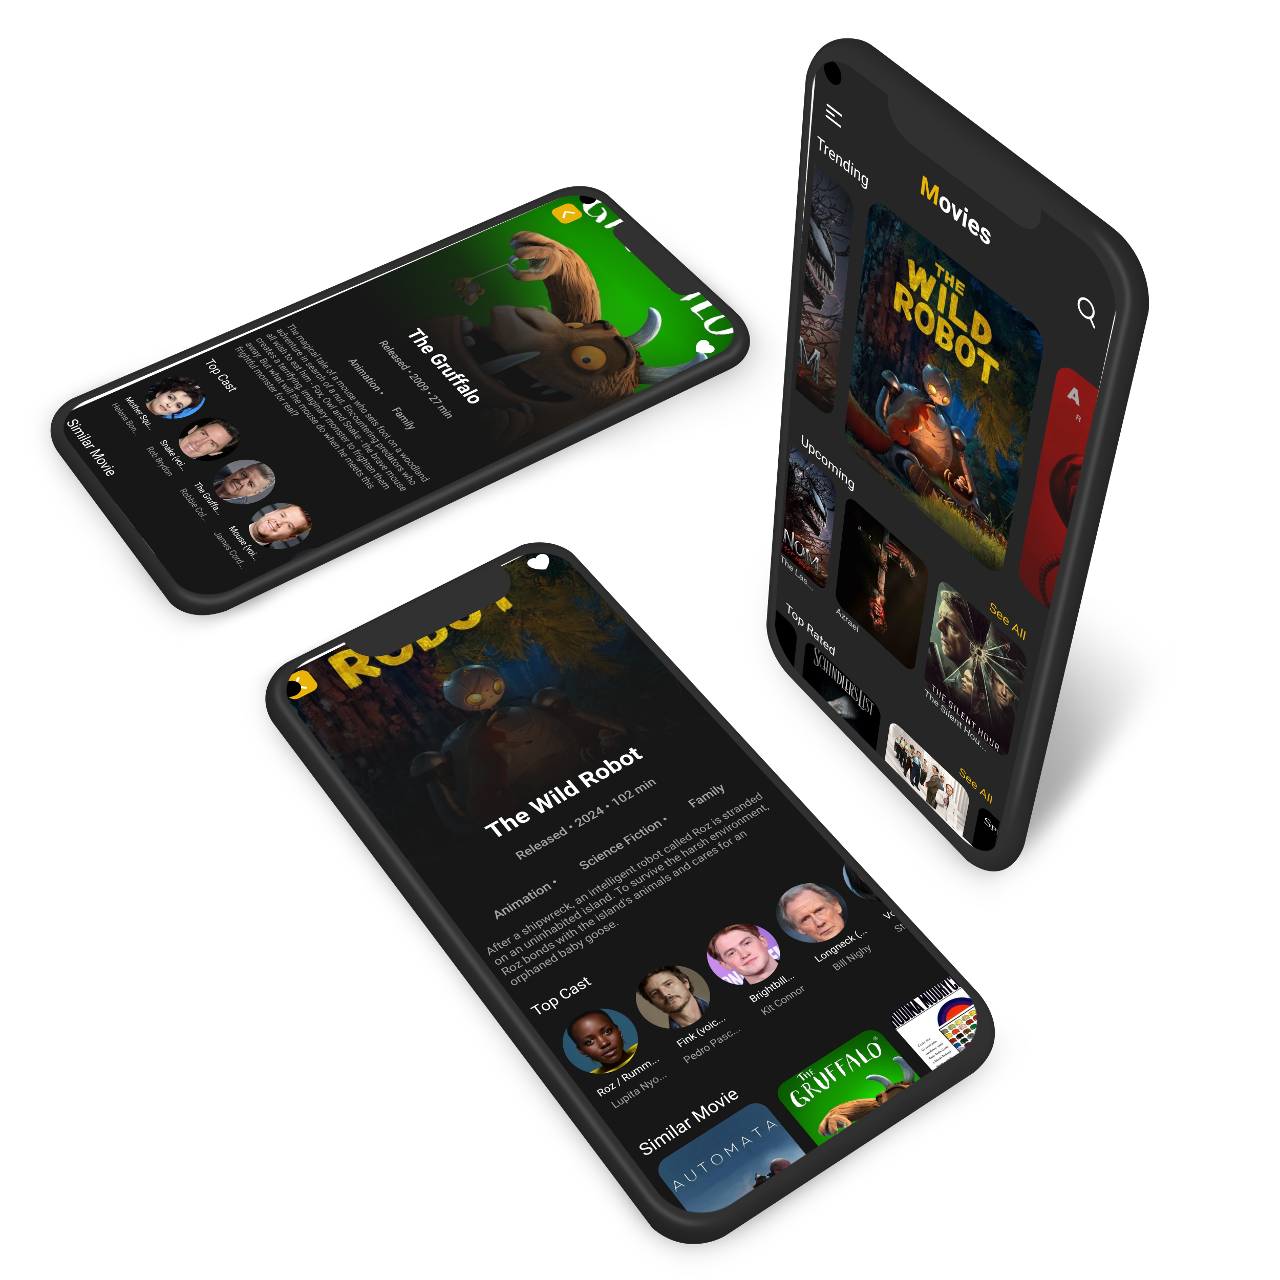 The Gruffalo
Released • 2009 • 27 min
Animation •
Family
The magical tale of a mouse who sets foot on a woodland
adventure in search of a nut. Encountering predators who
all wish to eat him - Fox, Owl and Snake - the brave mouse
creates a terrifying, imaginary monster to frighten them
away. But what will the mouse do when he meets this
frightful monster for real?
Top Cast
Mother Squ...
Helena Bon...
Snake (voi...
Rob Brydon
The Gruffa...
Robbie Col...
Mouse (voi...
James Cord...
Similar Movie
Movies
Trending
THE
WILD
ROBOT
M
A
R
Upcoming
See All
VENOM
The Las...
Azrael
THE SILENT HOUR
The Silent Hou...
Top Rated
See All
SCHINDLER'S LIST
ROBOT
The Wild Robot
Released • 2024 • 102 min
Animation •
Science Fiction •
Family
After a shipwreck, an intelligent robot called Roz is stranded
on an uninhabited island. To survive the harsh environment,
Roz bonds with the island's animals and cares for an
orphaned baby goose.
Top Cast
Roz / Rumm...
Lupita Nyo...
Fink (voic...
Pedro Pasc...
Brightbill...
Kit Connor
Longneck (...
Bill Nighy
Vo
St
Similar Movie
AUTOMATA
THE
GRUFFALO